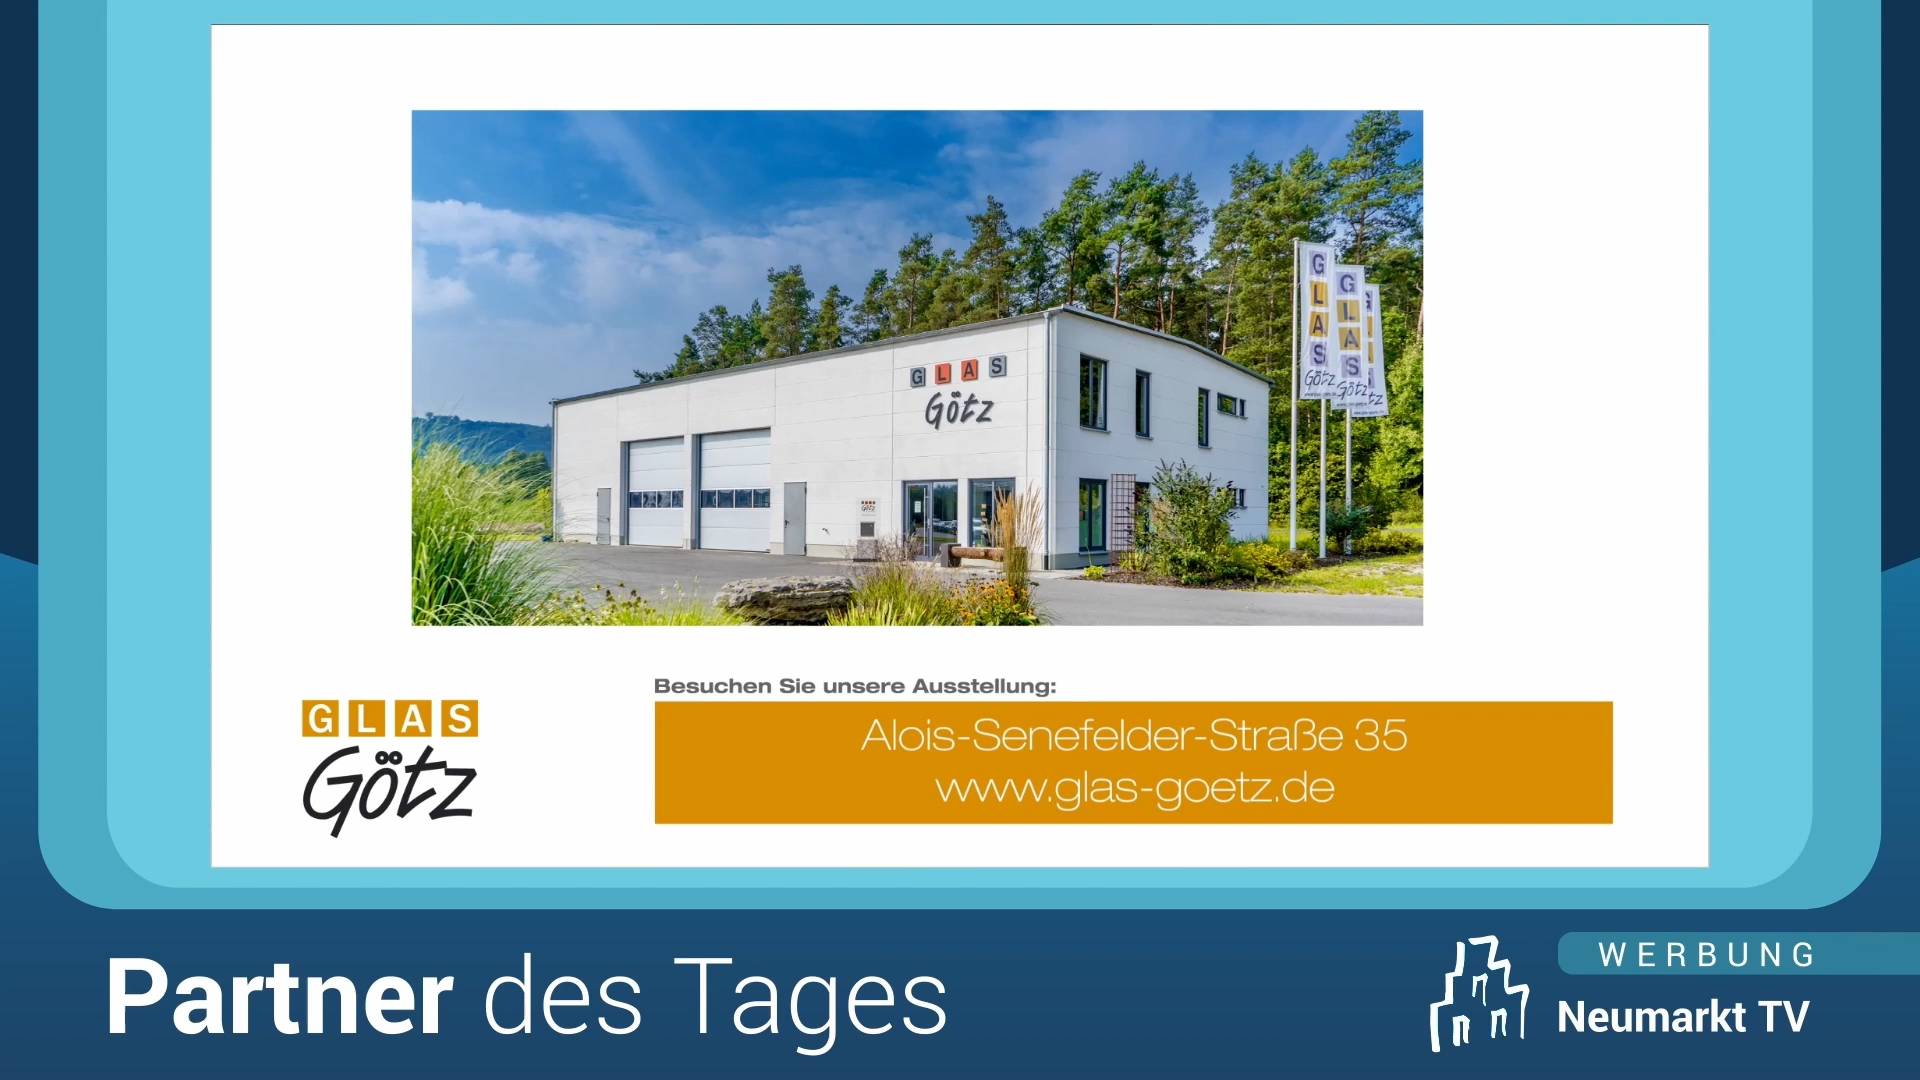 GLAS
Götz
GLAS
Götz
GLAS
Götz
Götz
Besuchen Sie unsere Ausstellung:
Alois-Senefelder-Straße 35
www.glas-goetz.de
GLAS
Götz
Partner des Tages
WERBUNG
Neumarkt TV